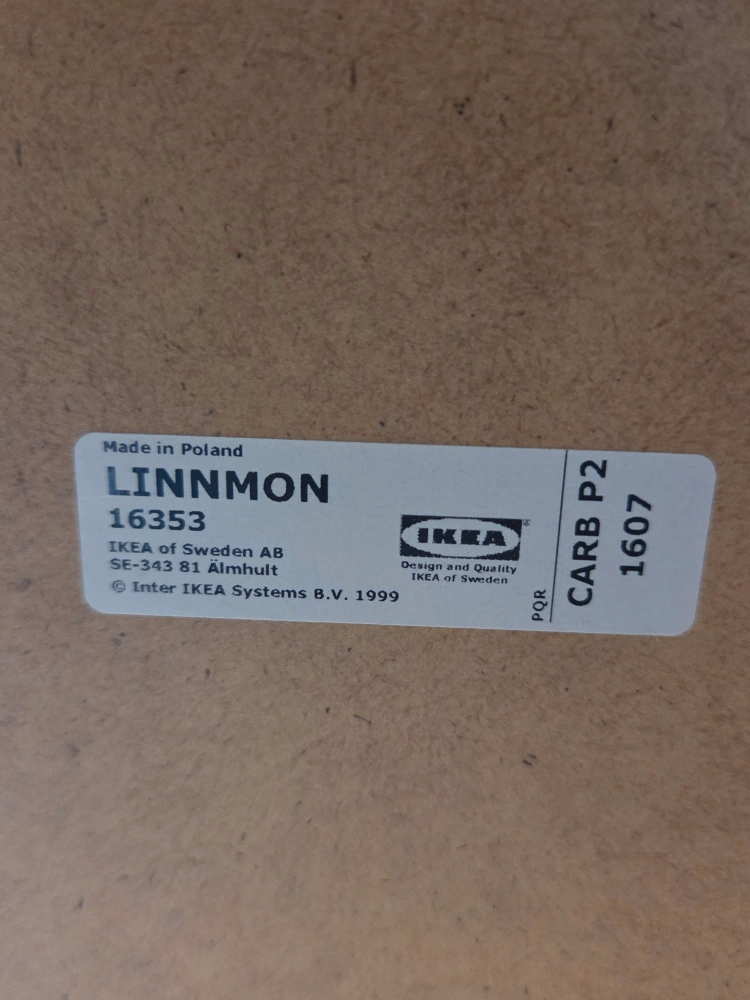 Made in Poland
LINNMON
16353
IKEA of Sweden AB
SE-343 81 Älmhult
© Inter IKEA Systems B.V. 1999
IKEA®
Design and Quality
IKEA of Sweden
PQR
CARB P2
1607